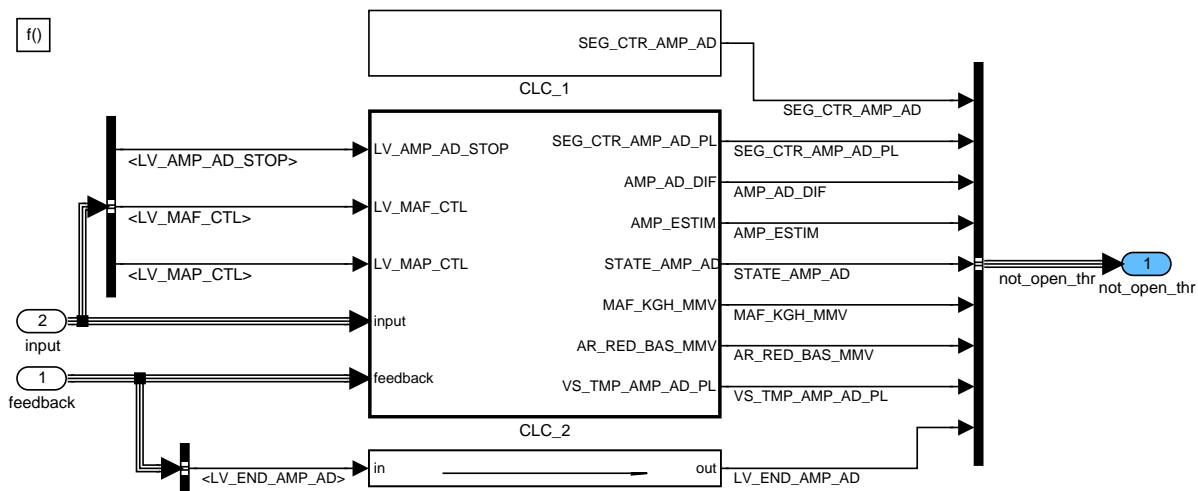 f()
SEG_CTR_AMP_AD
CLC_1
SEG_CTR_AMP_AD
LV_AMP_AD_STOP
<LV_AMP_AD_STOP>
SEG_CTR_AMP_AD_PL
SEG_CTR_AMP_AD_PL
AMP_AD_DIF
AMP_AD_DIF
LV_MAF_CTL
<LV_MAF_CTL>
AMP_ESTIM
AMP_ESTIM
LV_MAP_CTL
<LV_MAP_CTL>
STATE_AMP_AD
STATE_AMP_AD
not_open_thr
1
not_open_thr
MAF_KGH_MMV
MAF_KGH_MMV
2
input
input
AR_RED_BAS_MMV
AR_RED_BAS_MMV
1
feedback
feedback
VS_TMP_AMP_AD_PL
VS_TMP_AMP_AD_PL
CLC_2
<LV_END_AMP_AD>
in
out
LV_END_AMP_AD